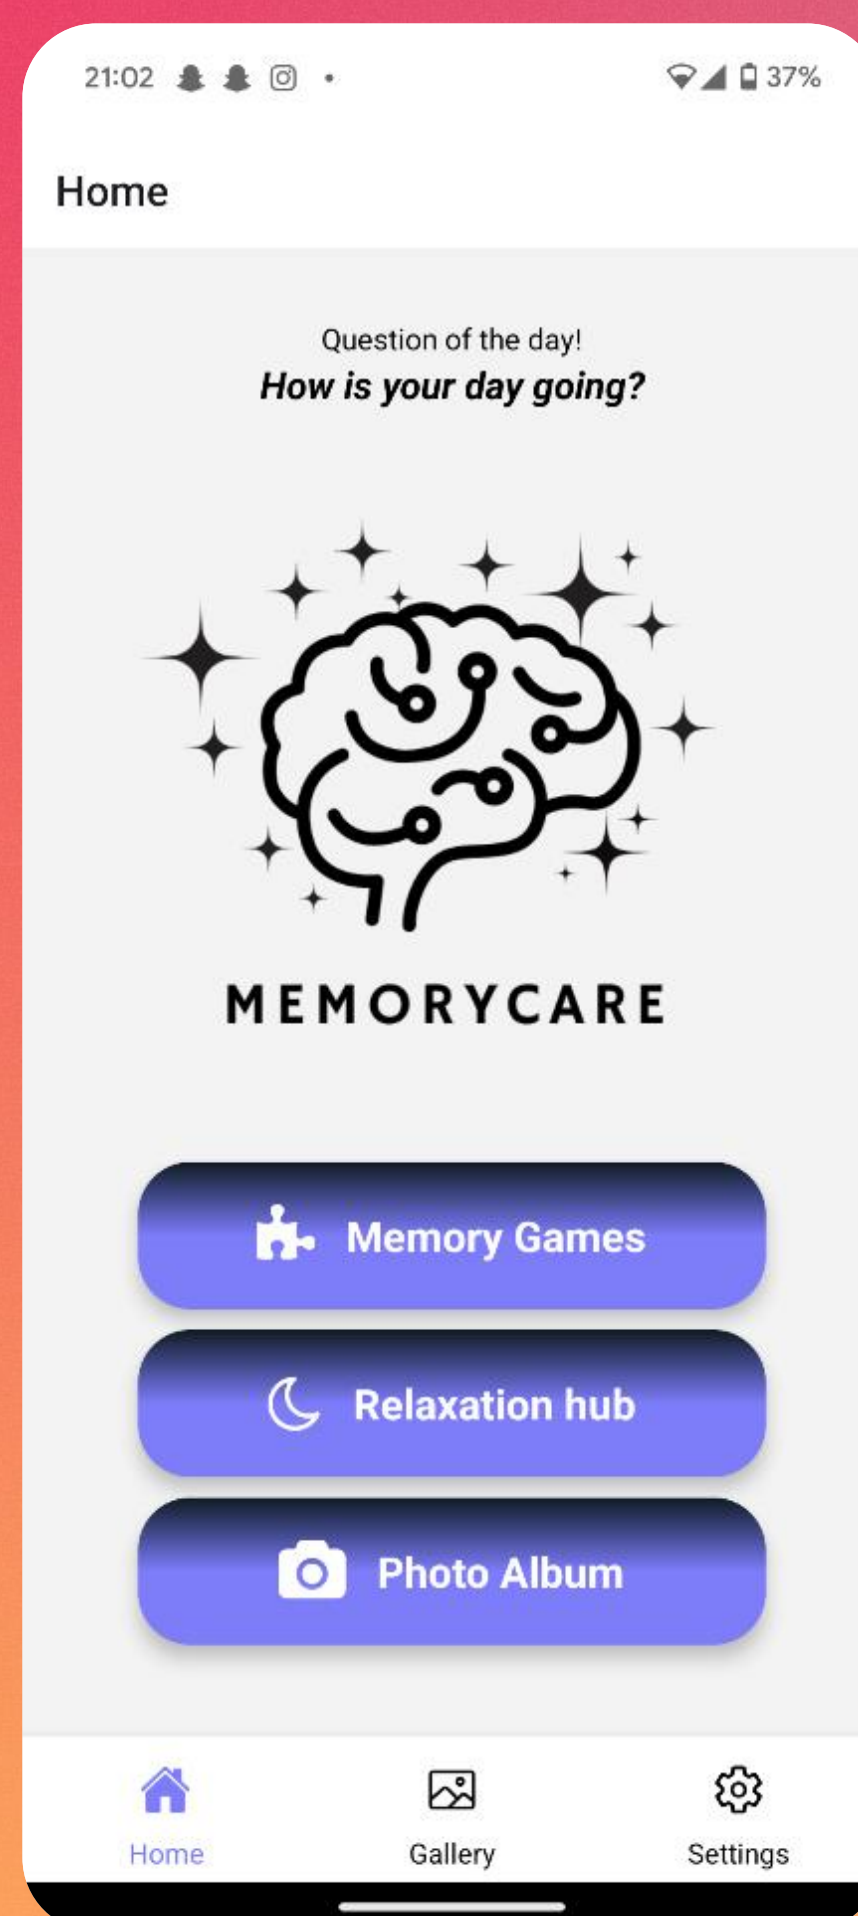 21:02
37%
Home
Question of the day!
How is your day going?
MEMORYCARE
Memory Games
Relaxation hub
Photo Album
Home
Gallery
Settings